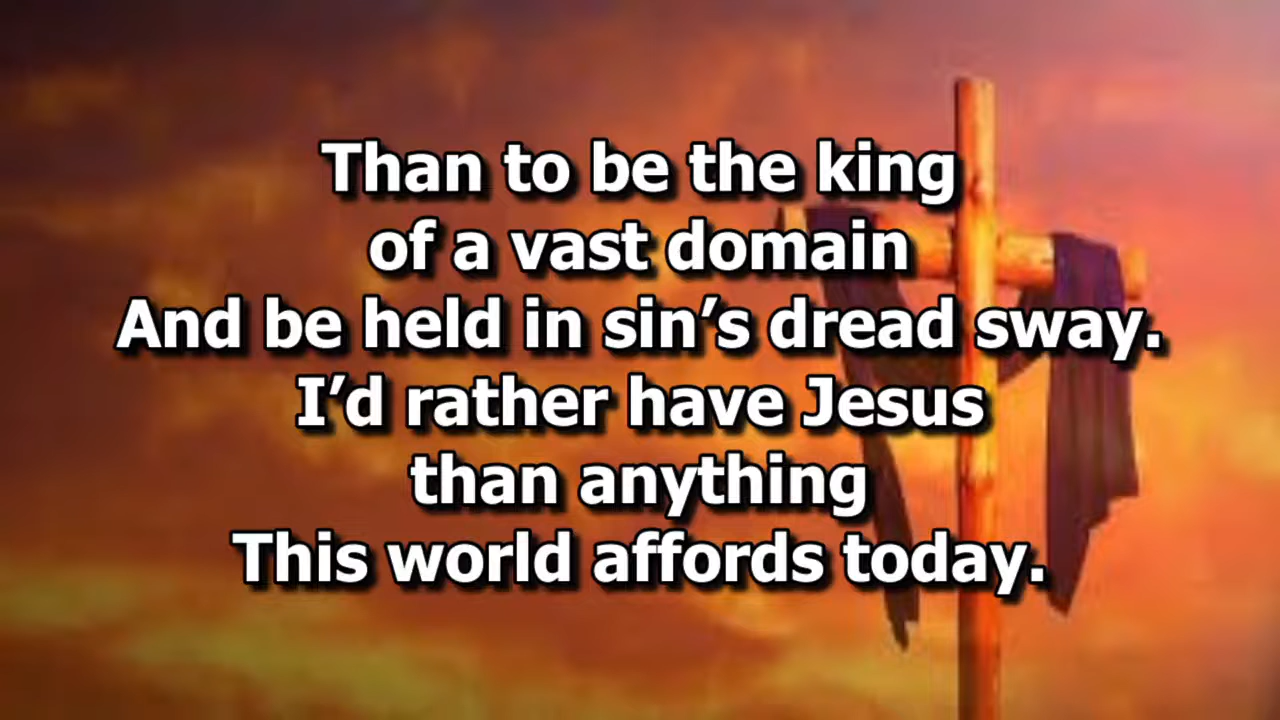 Than to be the king
of a vast domain
And be held in sin’s dread sway.
I’d rather have Jesus
than anything
This world affords today.